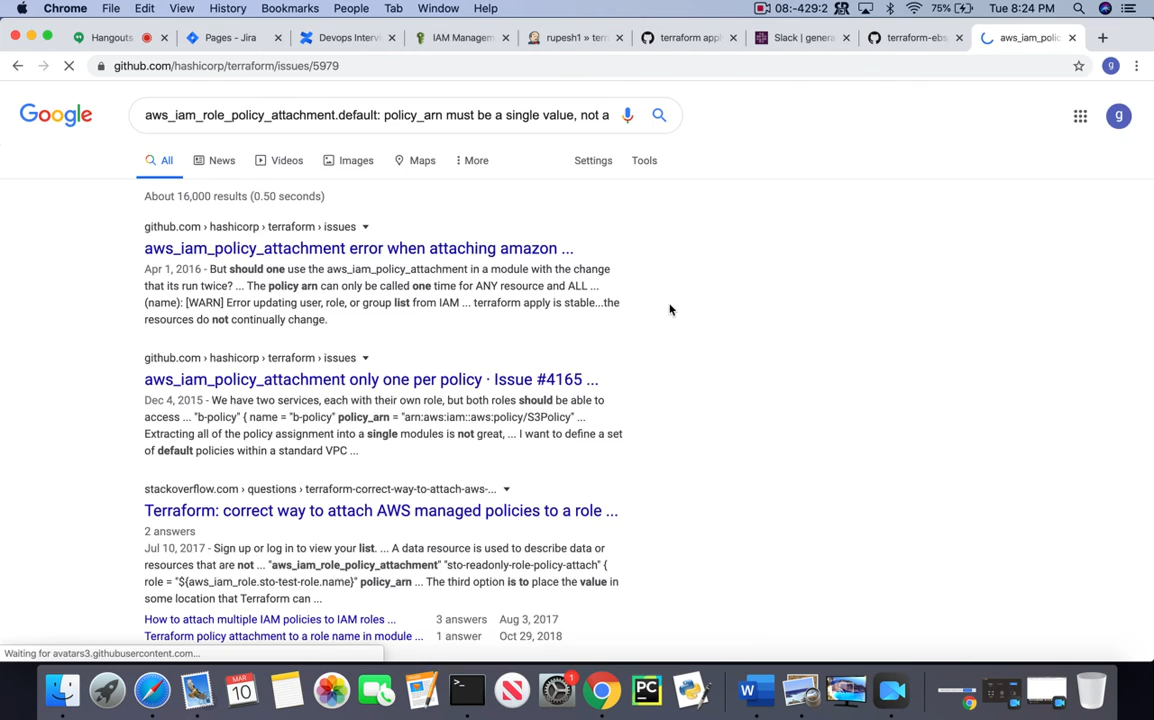 Chrome File Edit View History Bookmarks People Tab Window Help 08:-429:2 75% Tue 8:24 PM
Hangouts Pages - Jira Devops Intervi IAM Managem rupesh1 » terr terraform appl Slack | genera terraform-ebs aws_iam_polic
github.com/hashicorp/terraform/issues/5979 g
Google aws_iam_role_policy_attachment.default: policy_arn must be a single value, not a g
All News Videos Images Maps More Settings Tools
About 16,000 results (0.50 seconds)
github.com › hashicorp › terraform › issues
aws_iam_policy_attachment error when attaching amazon ...
Apr 1, 2016 - But should one use the aws_iam_policy_attachment in a module with the change
that its run twice? ... The policy arn can only be called one time for ANY resource and ALL ...
(name): [WARN] Error updating user, role, or group list from IAM ... terraform apply is stable...the
resources do not continually change.
github.com › hashicorp › terraform › issues
aws_iam_policy_attachment only one per policy · Issue #4165 ...
Dec 4, 2015 - We have two services, each with their own role, but both roles should be able to
access ... "b-policy" { name = "b-policy" policy_arn = "arn:aws:iam::aws:policy/S3Policy" ...
Extracting all of the policy assignment into a single modules is not great, ... I want to define a set
of default policies within a standard VPC ...
stackoverflow.com › questions › terraform-correct-way-to-attach-aws-...
Terraform: correct way to attach AWS managed policies to a role ...
2 answers
Jul 10, 2017 - Sign up or log in to view your list. ... A data resource is used to describe data or
resources that are not ... "aws_iam_role_policy_attachment" "sto-readonly-role-policy-attach" {
role = "${aws_iam_role.sto-test-role.name}" policy_arn ... The third option is to place the value in
some location that Terraform can ...
How to attach multiple IAM policies to IAM roles ... 3 answers Aug 3, 2017
Terraform policy attachment to a role name in module ... 1 answer Oct 29, 2018
Waiting for avatars3.githubusercontent.com...
MAR
10
1
PC
W